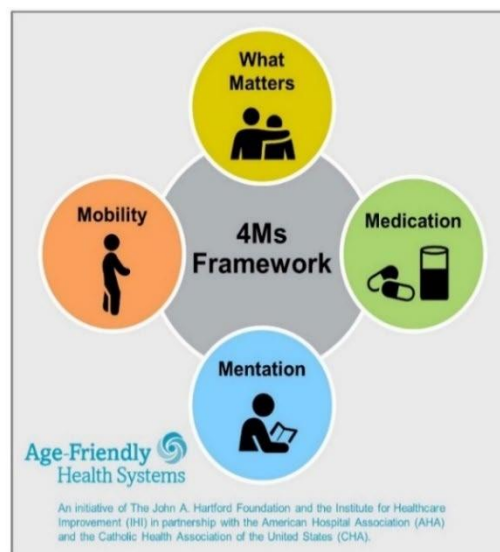 What
Matters
Mobility
4Ms
Framework
Medication
Mentation
Age-Friendly
Health Systems
An initiative of The John A. Hartford Foundation and the Institute for Healthcare
Improvement (IHI) in partnership with the American Hospital Association (AHA)
and the Catholic Health Association of the United States (CHA).